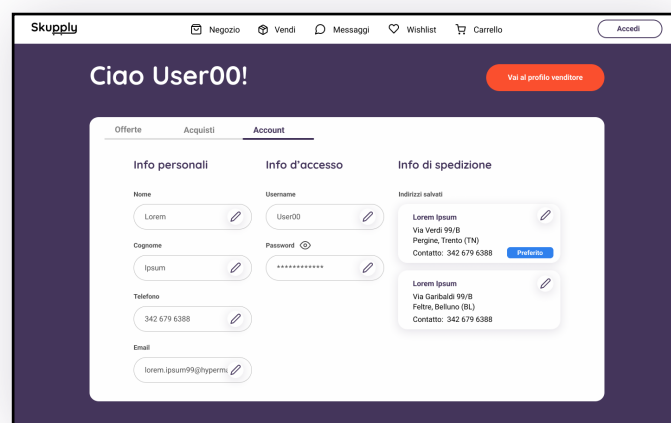 Skupply
Negozio Vendi Messaggi Wishlist Carrello Accedi
Ciao User00!
Vai al profilo venditore
Offerte Acquisti Account
Info personali
Nome
Lorem
Cognome
Ipsum
Telefono
342 679 6388
Email
lorem.ipsum99@hyperm
Info d'accesso
Username
User00
Password
************
Info di spedizione
Indirizzi salvati
Lorem Ipsum
Via Verdi 99/B
Pergine, Trento (TN)
Contatto: 342 679 6388 Preferito
Lorem Ipsum
Via Garibaldi 99/B
Feltre, Belluno (BL)
Contatto: 342 679 6388